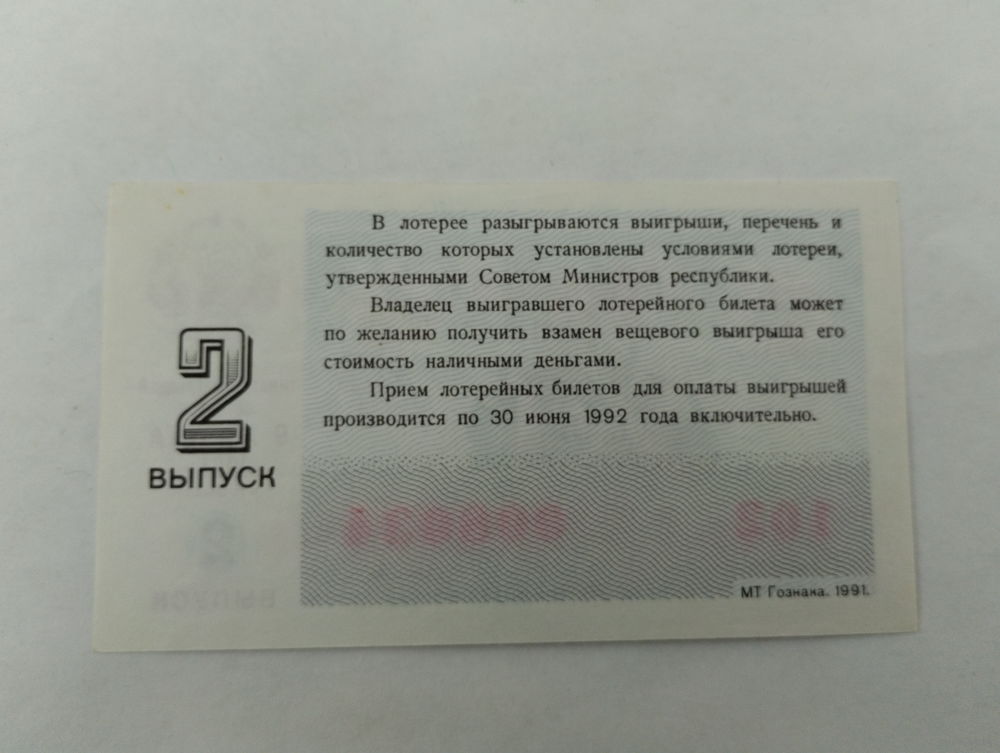 В лотерее разыгрываются выигрыши, перечень и
количество которых установлены условиями лотереи,
утвержденными Советом Министров республики.
Владелец выигравшего лотерейного билета может
по желанию получить взамен вещевого выигрыша его
стоимость наличными деньгами.
Прием лотерейных билетов для оплаты выигрышей
производится по 30 июня 1992 года включительно.
2
ВЫПУСК
МТ Гознака. 1991.